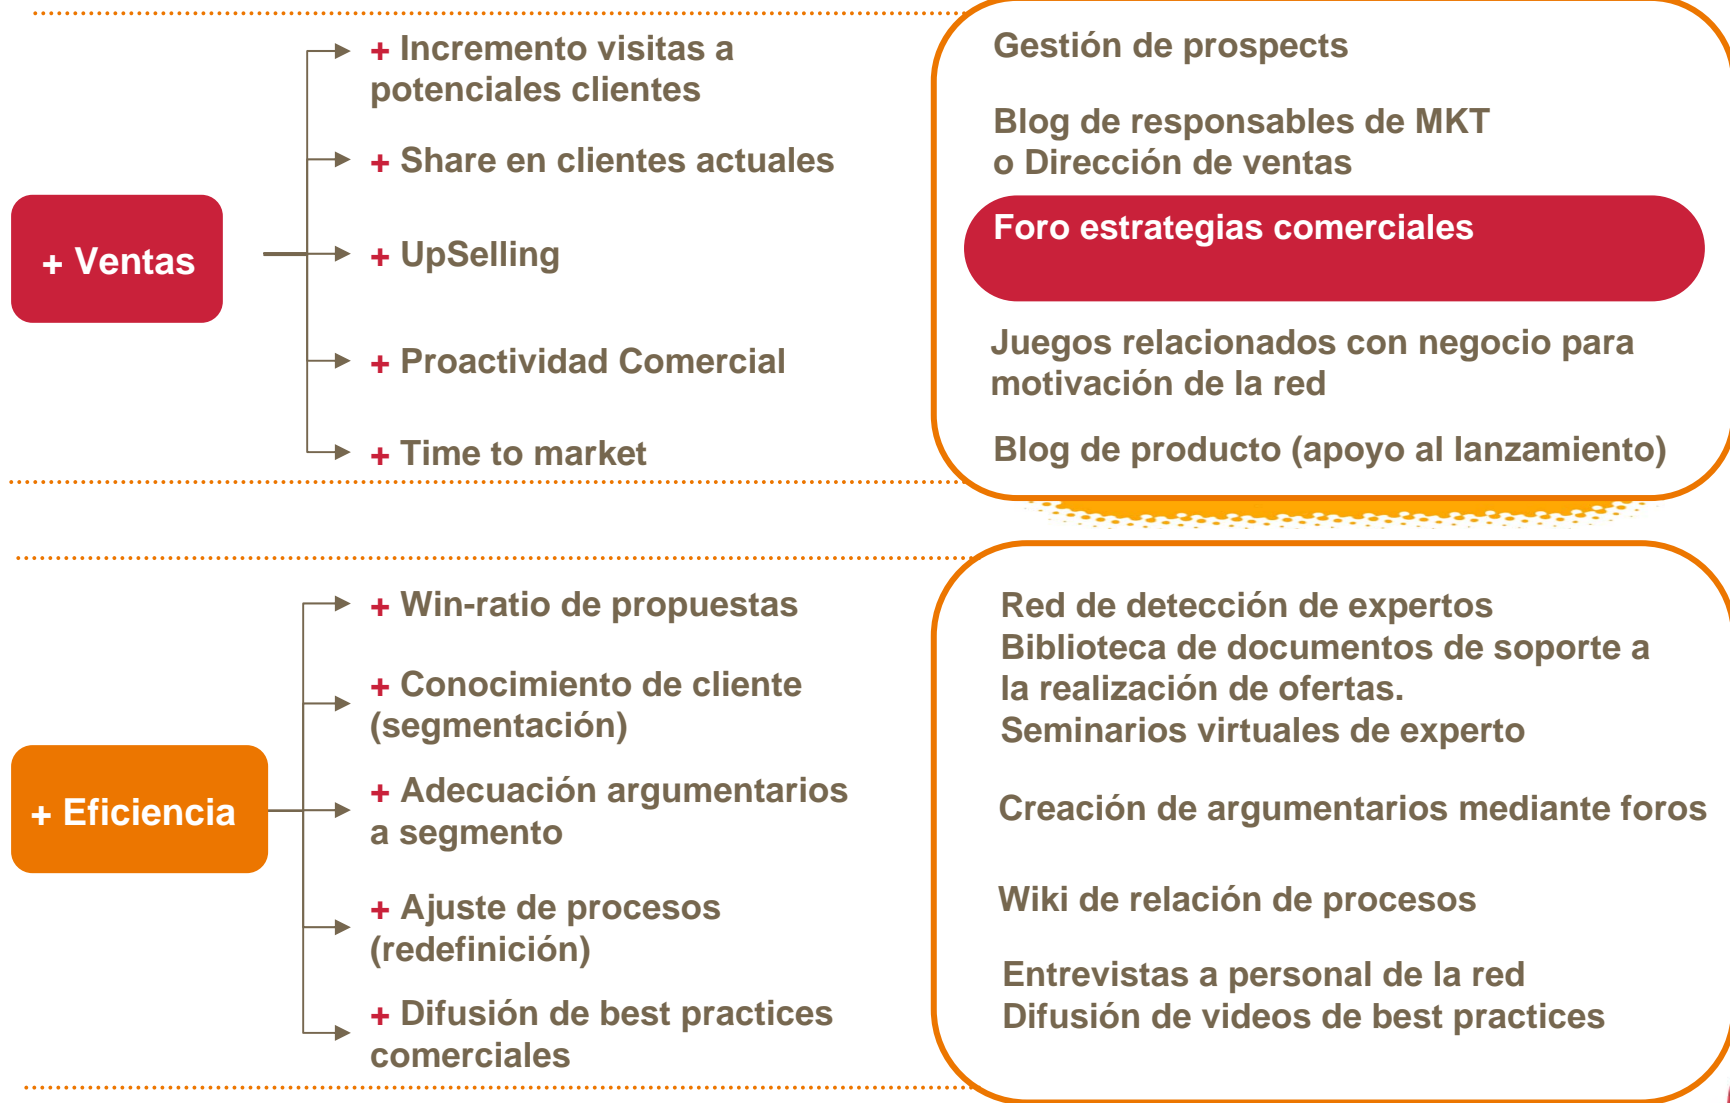 + Ventas
+ Incremento visitas a
potenciales clientes
+ Share en clientes actuales
+ UpSelling
+ Proactividad Comercial
+ Time to market
Gestión de prospects
Blog de responsables de MKT
o Dirección de ventas
Foro estrategias comerciales
Juegos relacionados con negocio para
motivación de la red
Blog de producto (apoyo al lanzamiento)
+ Eficiencia
+ Win-ratio de propuestas
+ Conocimiento de cliente
(segmentación)
+ Adecuación argumentarios
a segmento
+ Ajuste de procesos
(redefinición)
+ Difusión de best practices
comerciales
Red de detección de expertos
Biblioteca de documentos de soporte a
la realización de ofertas.
Seminarios virtuales de experto
Creación de argumentarios mediante foros
Wiki de relación de procesos
Entrevistas a personal de la red
Difusión de videos de best practices